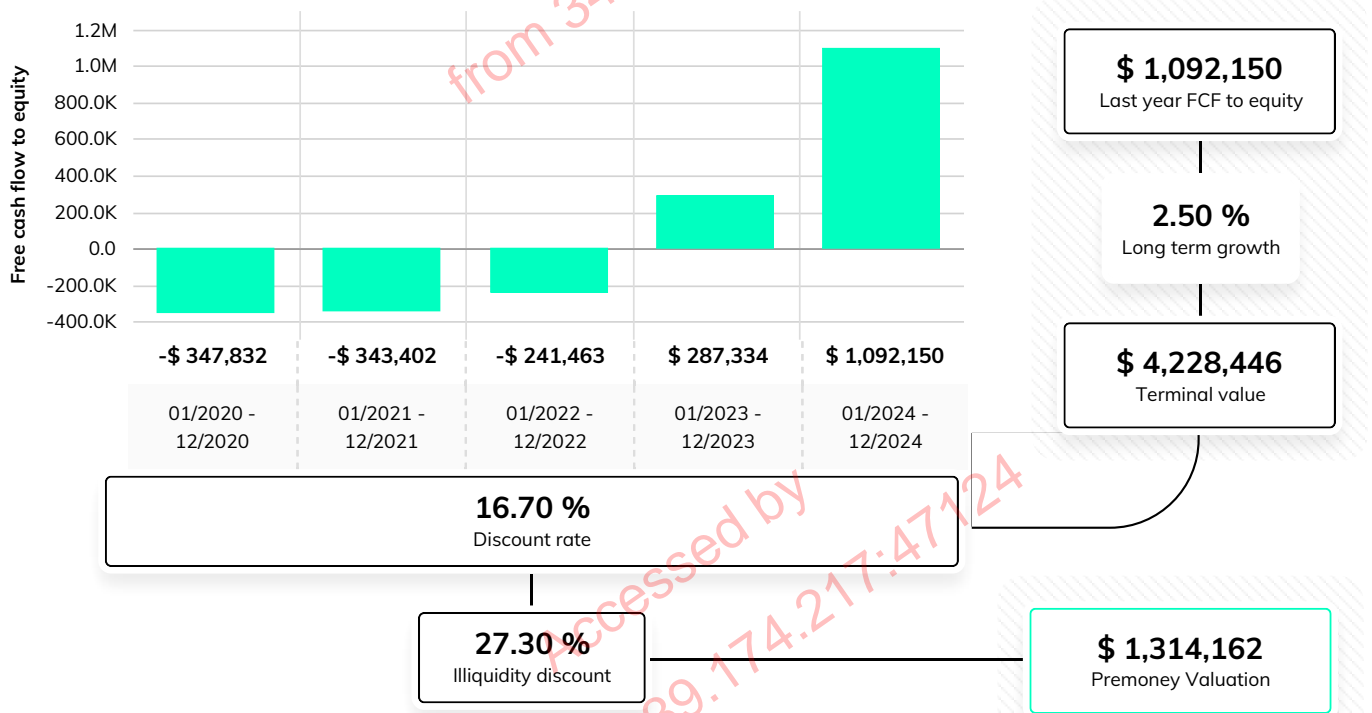 Free cash flow to equity
1.2M
1.0M
800.0K
600.0K
400.0K
200.0K
0.0
-200.0K
-400.0K
-$ 347,832
-$ 343,402
-$ 241,463
$ 287,334
$ 1,092,150
01/2020 -
12/2020
01/2021 -
12/2021
01/2022 -
12/2022
01/2023 -
12/2023
01/2024 -
12/2024
$ 1,092,150
Last year FCF to equity
2.50 %
Long term growth
$ 4,228,446
Terminal value
16.70 %
Discount rate
27.30 %
Illiquidity discount
$ 1,314,162
Premoney Valuation
from 34
Accessed by
39.174.217:47124